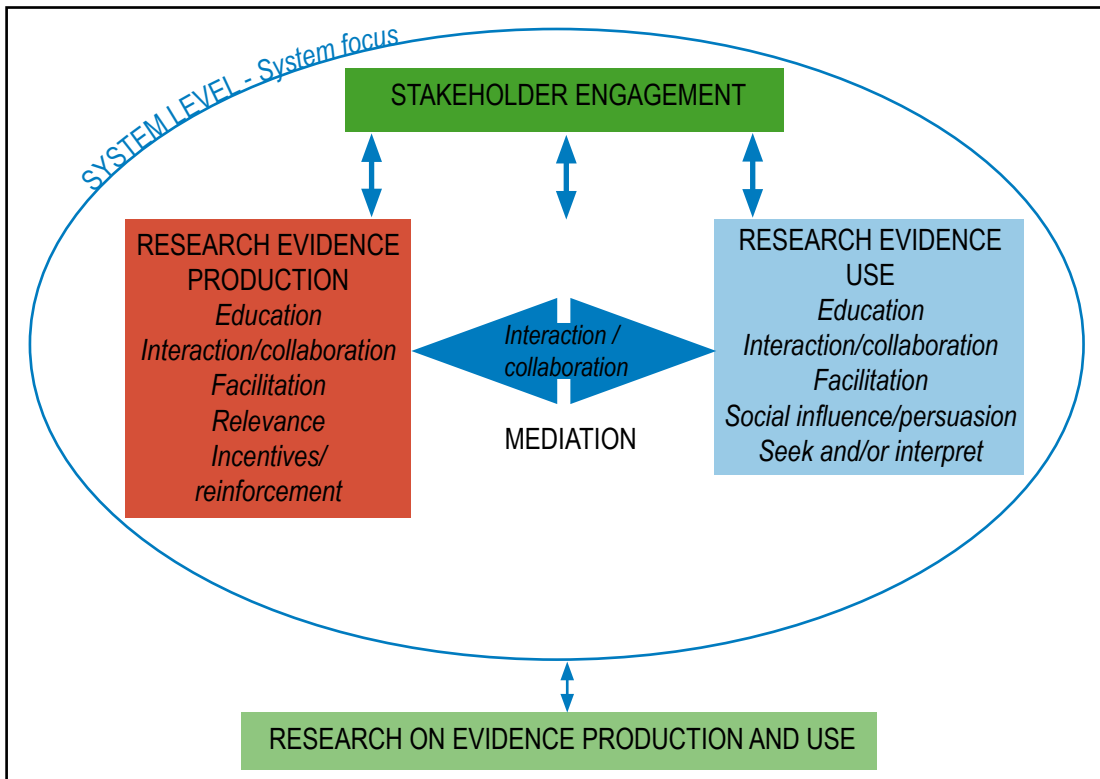 SYSTEM LEVEL - System focus
STAKEHOLDER ENGAGEMENT
RESEARCH EVIDENCE
PRODUCTION
Education
Interaction/collaboration
Facilitation
Relevance
Incentives/
reinforcement
Interaction /
collaboration
MEDIATION
RESEARCH EVIDENCE
USE
Education
Interaction/collaboration
Facilitation
Social influence/persuasion
Seek and/or interpret
RESEARCH ON EVIDENCE PRODUCTION AND USE